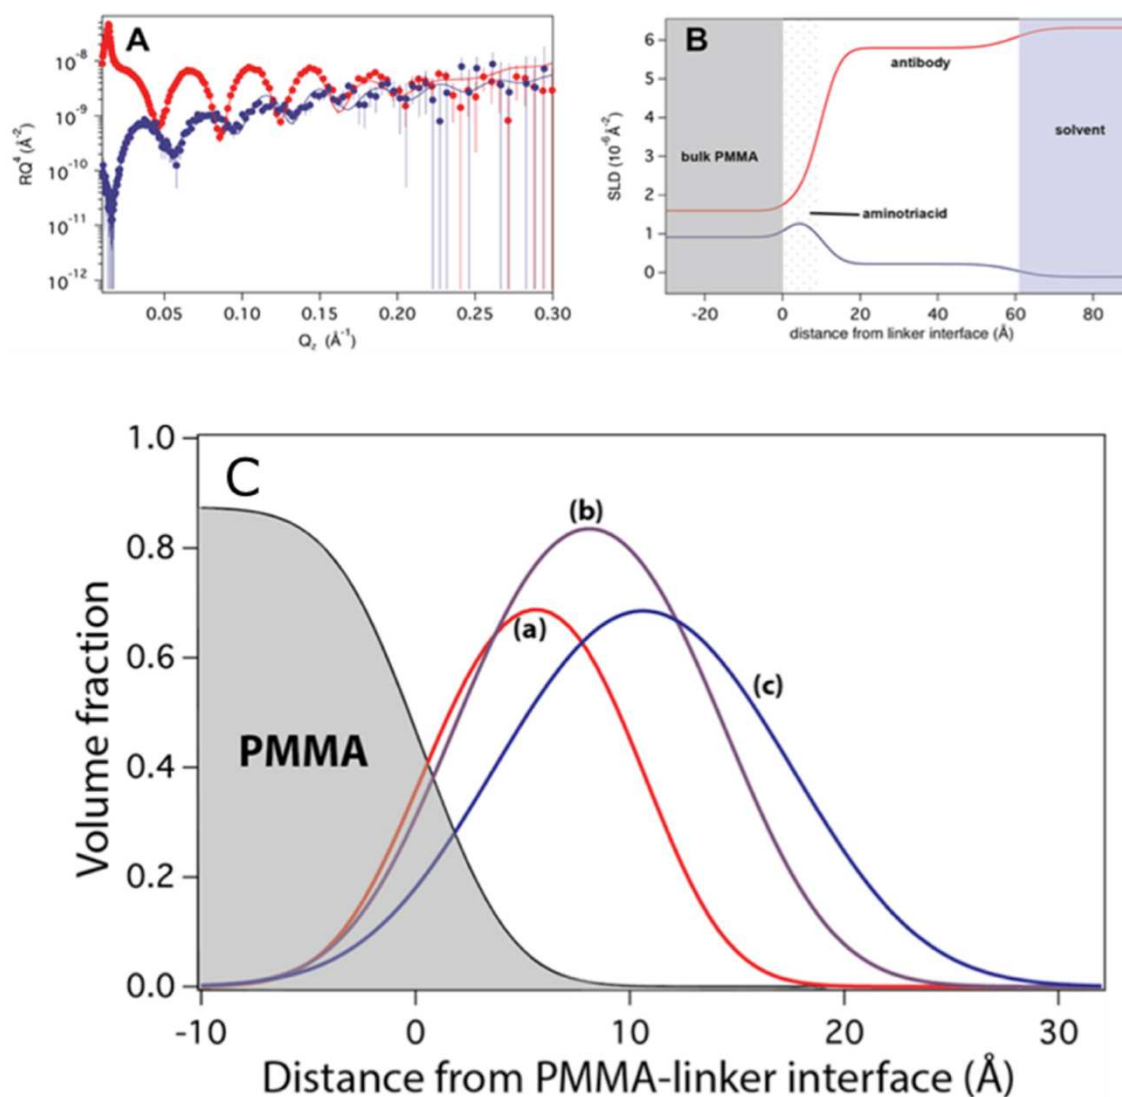 A
RQ⁴ (Å⁻²)
10⁻⁸
10⁻⁹
10⁻¹⁰
10⁻¹¹
10⁻¹²
0.05 0.10 0.15 0.20 0.25 0.30
Q_z (Å⁻¹)
B
SLD (10⁻⁶Å⁻²)
6
5
4
3
2
1
0
antibody
solvent
bulk PMMA
aminotriacid
-20 0 20 40 60 80
distance from linker interface (Å)
C
Volume fraction
1.0
0.8
0.6
0.4
0.2
0.0
(b)
(a)
(c)
PMMA
-10 0 10 20 30
Distance from PMMA-linker interface (Å)